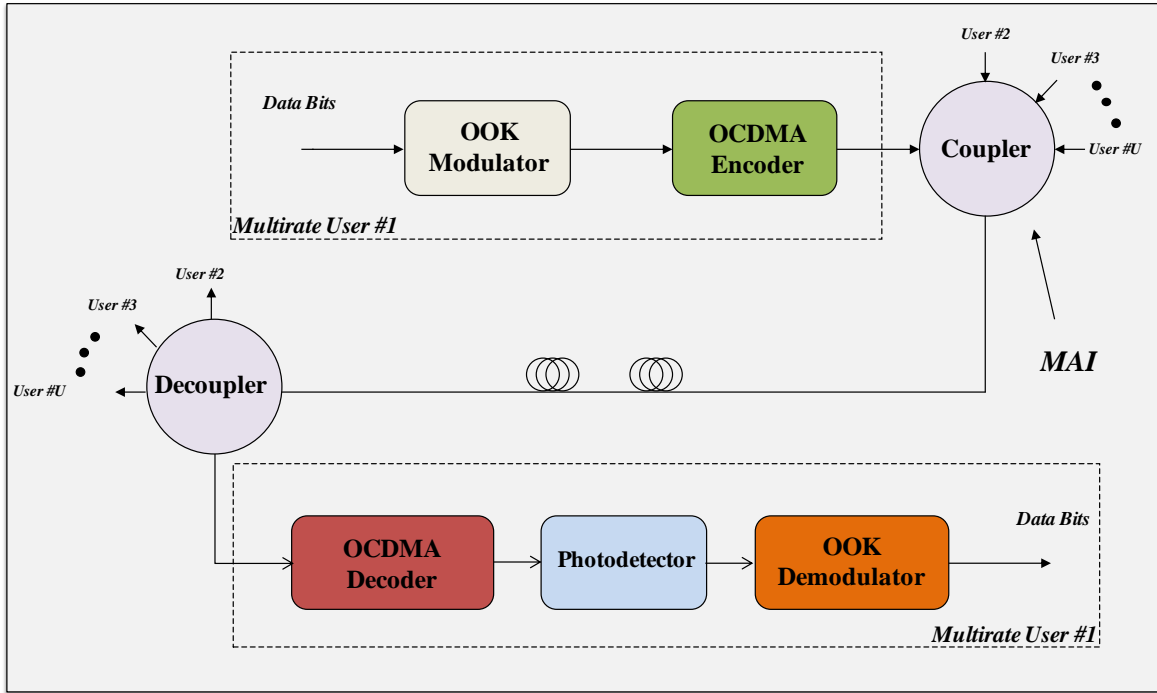 User #2
User #3
Data Bits
OOK
Modulator
OCDMA
Encoder
Coupler
User #U
Multirate User #1
User #2
User #3
MAI
Decoupler
User #U
Data Bits
OCDMA
Decoder
Photodetector
OOK
Demodulator
Multirate User #1